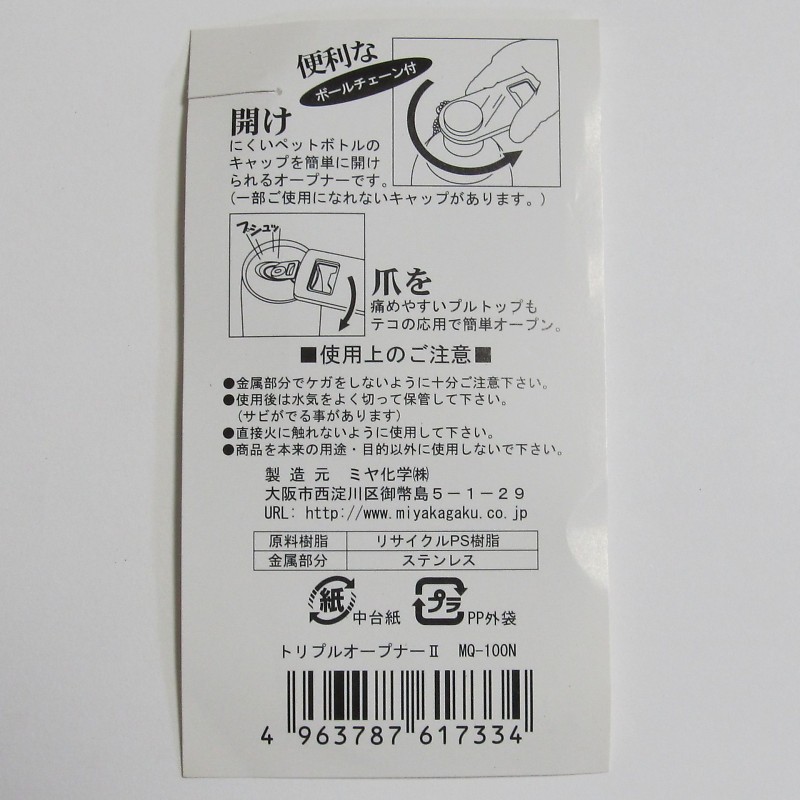 便利な
ボールチェーン付
開け
にくいペットボトルの
キャップを簡単に開け
られるオープナーです。
(一部ご使用になれないキャップがあります。)
プシュッ
爪を
痛めやすいプルトップも
テコの応用で簡単オープン。
■使用上のご注意■
●金属部分でケガをしないように十分ご注意下さい。
●使用後は水気をよく切って保管して下さい。
(サビがでる事があります)
●直接火に触れないように使用して下さい。
●商品を本来の用途・目的以外に使用しないで下さい。
製造元 ミヤ化学㈱
大阪市西淀川区御幣島5-1-29
URL: http://www.miyakagaku.co.jp
原料樹脂 リサイクルPS樹脂
金属部分 ステンレス
紙 中台紙 プラ PP外袋
トリプルオープナーⅡ MQ-100N
4 963787 617334